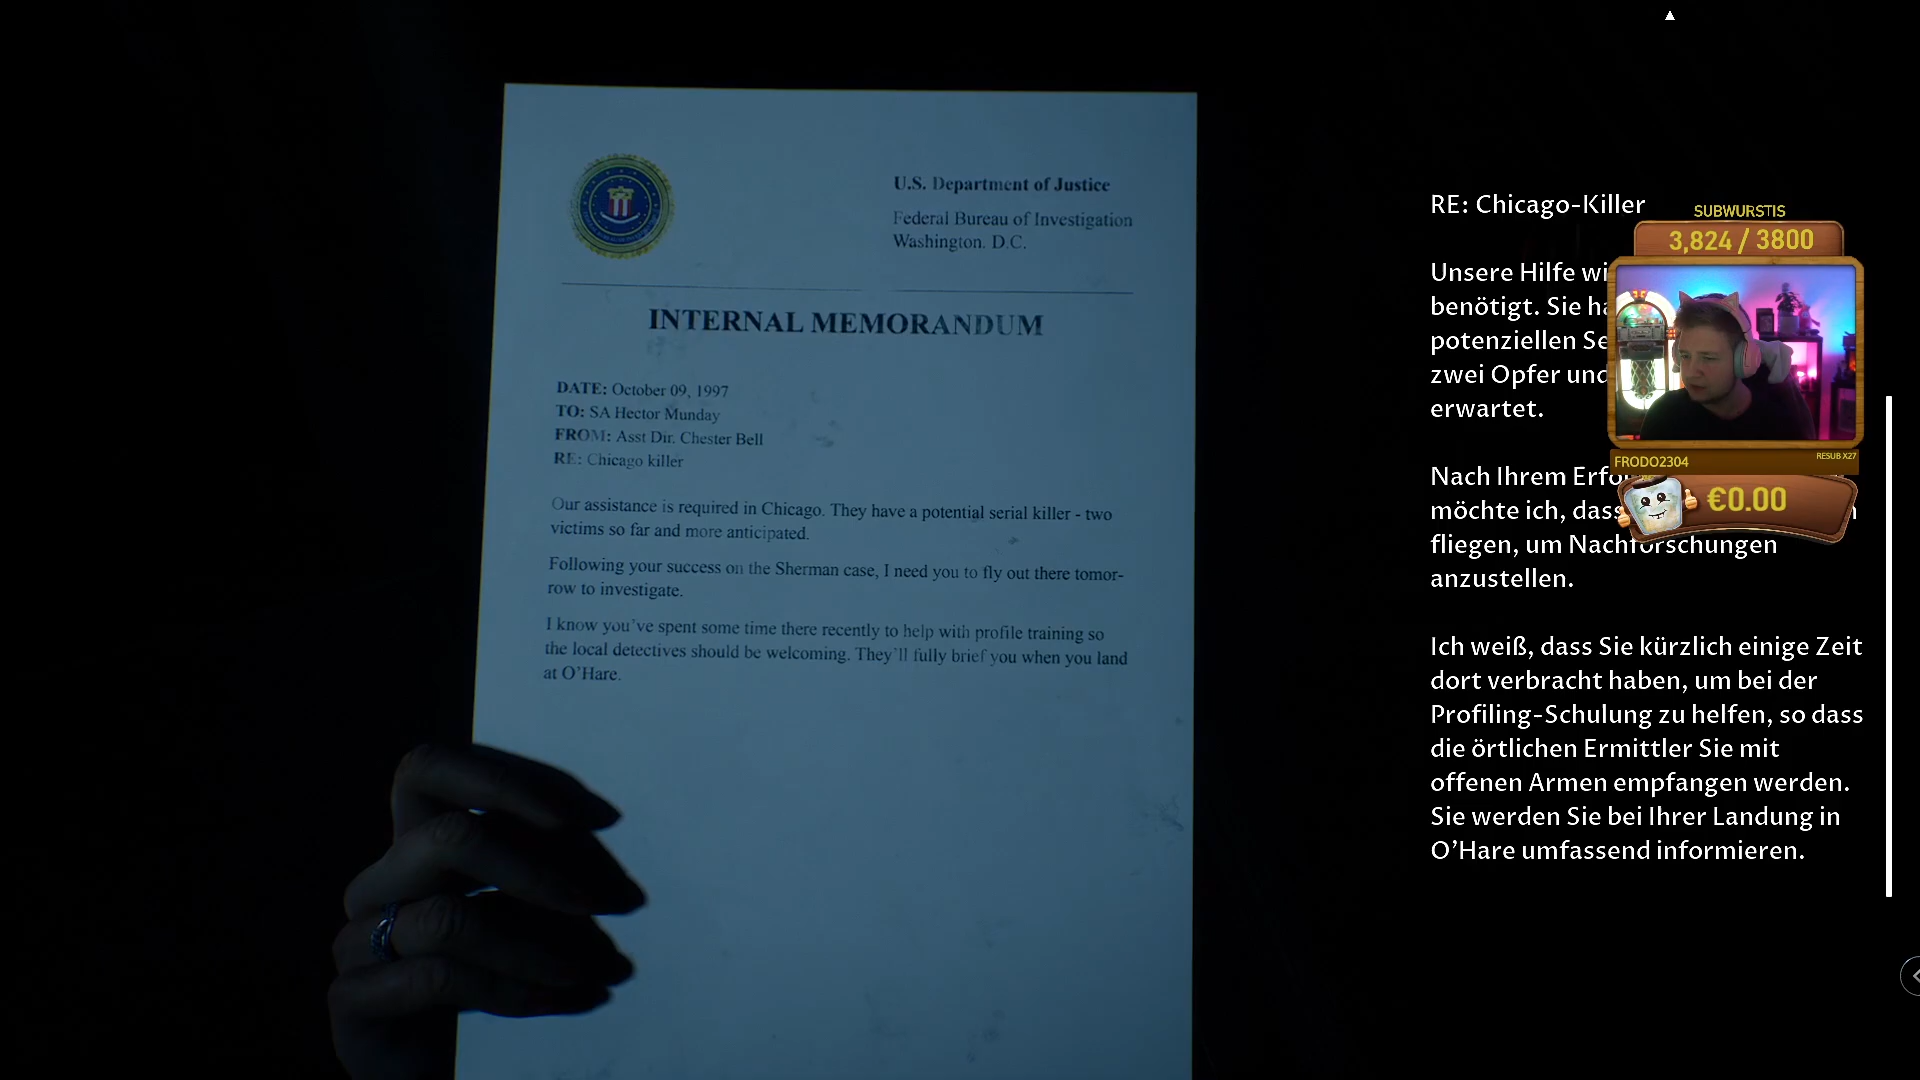 U.S. Department of Justice
Federal Bureau of Investigation
Washington. D.C.
INTERNAL MEMORANDUM
DATE: October 09, 1997
TO: SA Hector Munday
FROM: Asst Dir. Chester Bell
RE: Chicago killer
Our assistance is required in Chicago. They have a potential serial killer - two
victims so far and more anticipated.
Following your success on the Sherman case, I need you to fly out there tomor-
row to investigate.
I know you've spent some time there recently to help with profile training so
the local detectives should be welcoming. They'll fully brief you when you land
at O'Hare.
RE: Chicago-Killer
Unsere Hilfe
benötigt. Sie
potenziellen
zwei Opfer und
erwartet.
Nach Ihrem
möchte ich, dass
fliegen, um Nachforschungen
anzustellen.
Ich weiß, dass Sie kürzlich einige Zeit
dort verbracht haben, um bei der
Profiling-Schulung zu helfen, so dass
die örtlichen Ermittler Sie mit
offenen Armen empfangen werden.
Sie werden Sie bei Ihrer Landung in
O'Hare umfassend informieren.
SUBWURSTIS
3,824 / 3800
FRODO2304
RESUB X27
€0.00